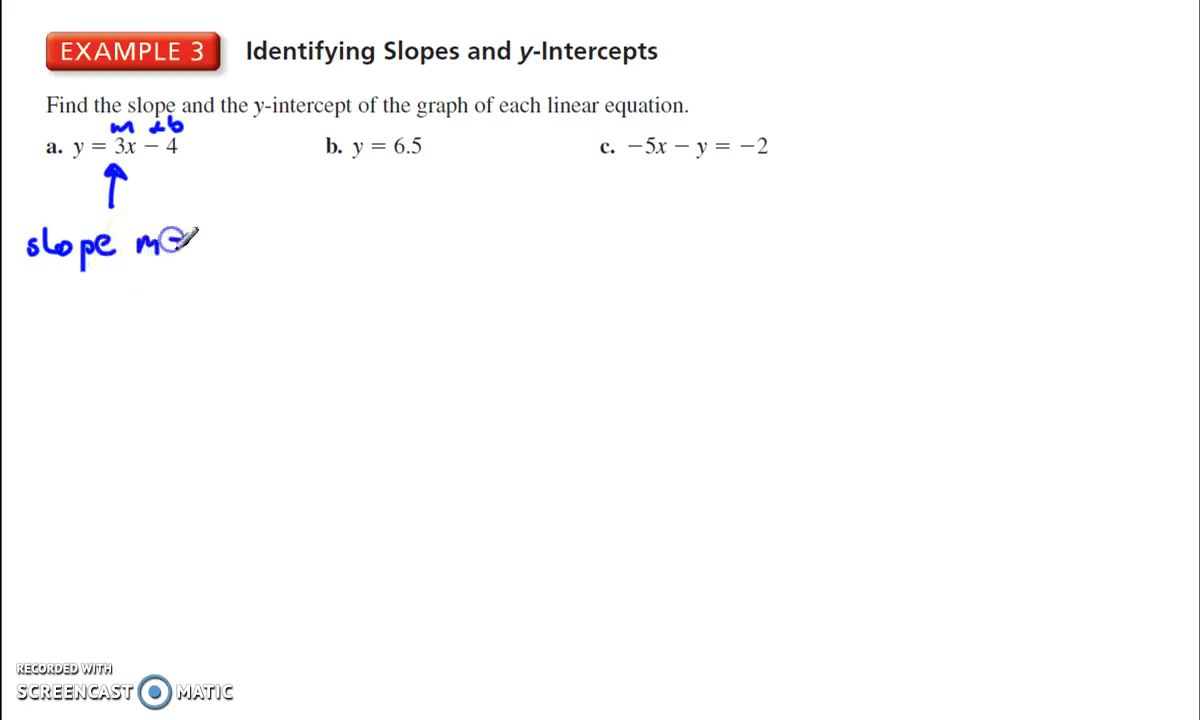 EXAMPLE 3 Identifying Slopes and y-Intercepts
Find the slope and the y-intercept of the graph of each linear equation.
m +b
a. y = 3x − 4 b. y = 6.5 c. −5x − y = −2
slope m =
RECORDED WITH
SCREENCAST MATIC